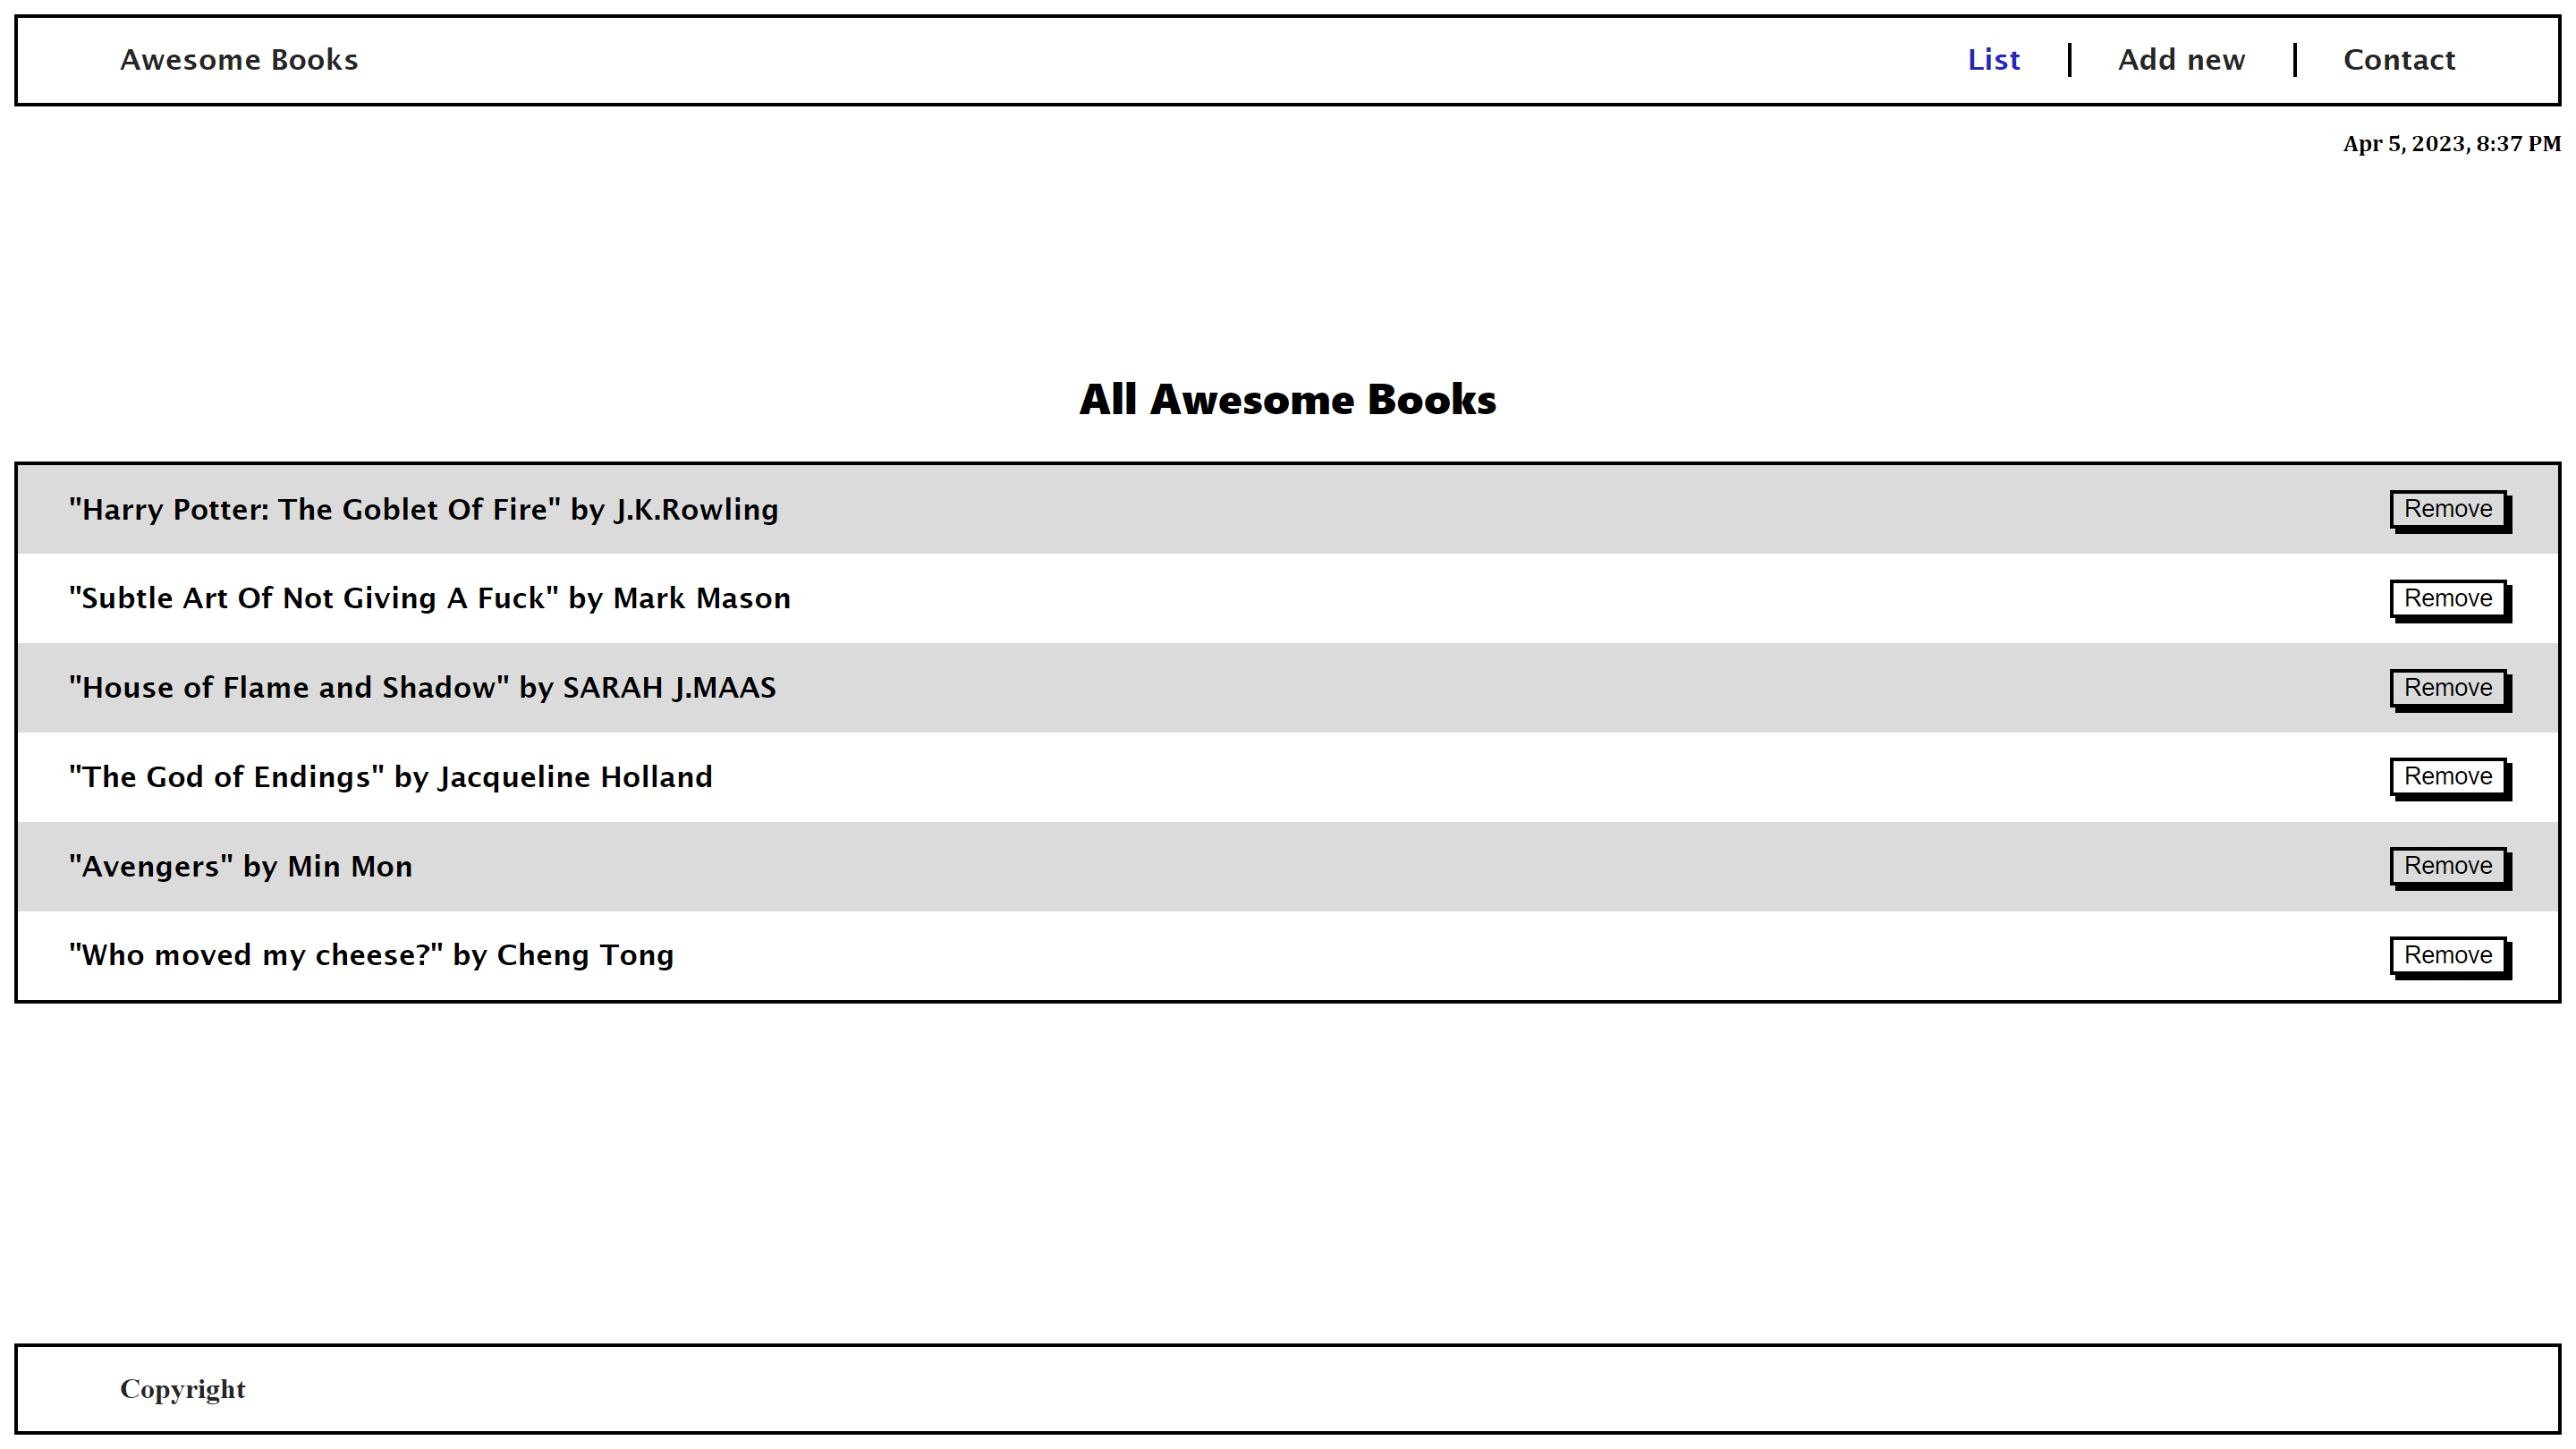 Awesome Books
List | Add new | Contact
Apr 5, 2023, 8:37 PM
All Awesome Books
"Harry Potter: The Goblet Of Fire" by J.K.Rowling Remove
"Subtle Art Of Not Giving A Fuck" by Mark Mason Remove
"House of Flame and Shadow" by SARAH J.MAAS Remove
"The God of Endings" by Jacqueline Holland Remove
"Avengers" by Min Mon Remove
"Who moved my cheese?" by Cheng Tong Remove
Copyright